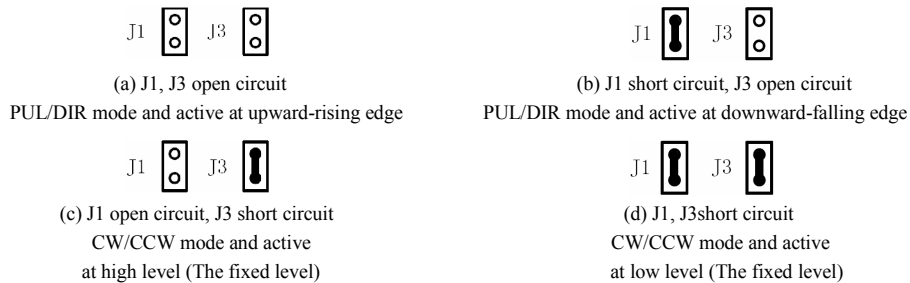 J1 J3
(a) J1, J3 open circuit
PUL/DIR mode and active at upward-rising edge
J1 J3
(b) J1 short circuit, J3 open circuit
PUL/DIR mode and active at downward-falling edge
J1 J3
(c) J1 open circuit, J3 short circuit
CW/CCW mode and active
at high level (The fixed level)
J1 J3
(d) J1, J3short circuit
CW/CCW mode and active
at low level (The fixed level)